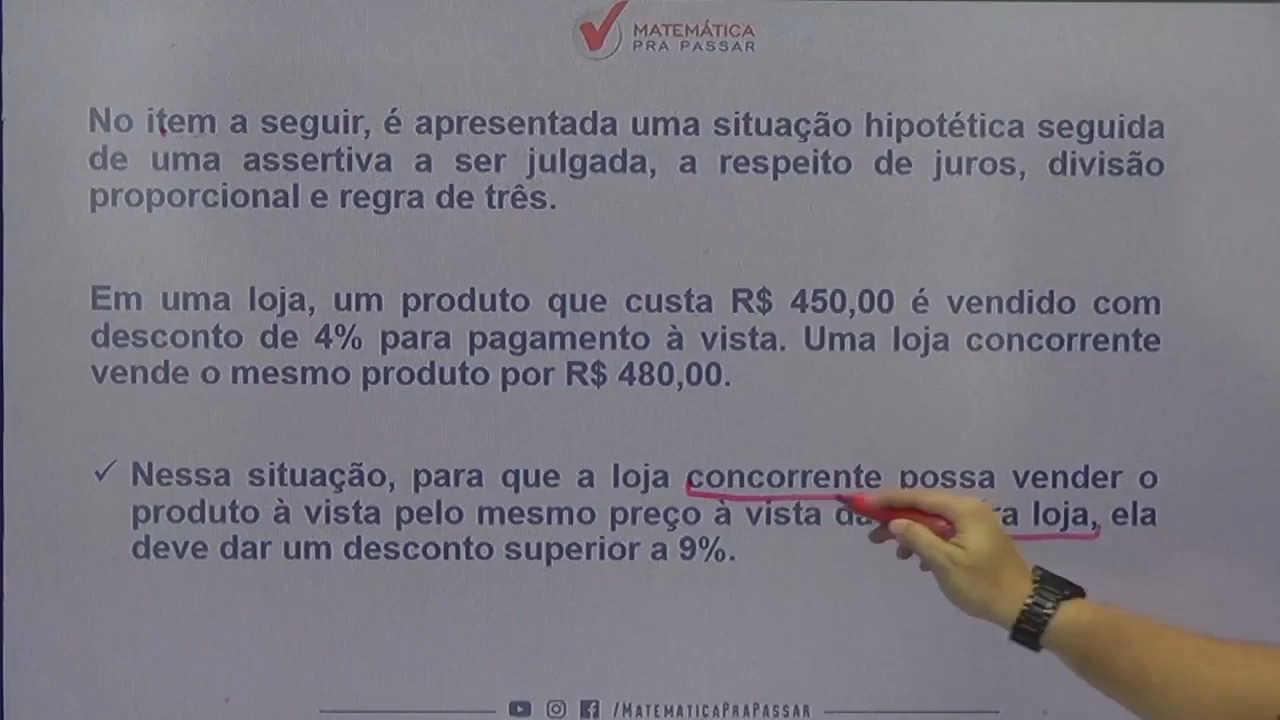 MATEMÁTICA
PRA PASSAR
No item a seguir, é apresentada uma situação hipotética seguida
de uma assertiva a ser julgada, a respeito de juros, divisão
proporcional e regra de três.
Em uma loja, um produto que custa R$ 450,00 é vendido com
desconto de 4% para pagamento à vista. Uma loja concorrente
vende o mesmo produto por R$ 480,00.
✓ Nessa situação, para que a loja concorrente possa vender o
produto à vista pelo mesmo preço à vista loja, ela
deve dar um desconto superior a 9%.
/MATEMATICAPRAPASSAR